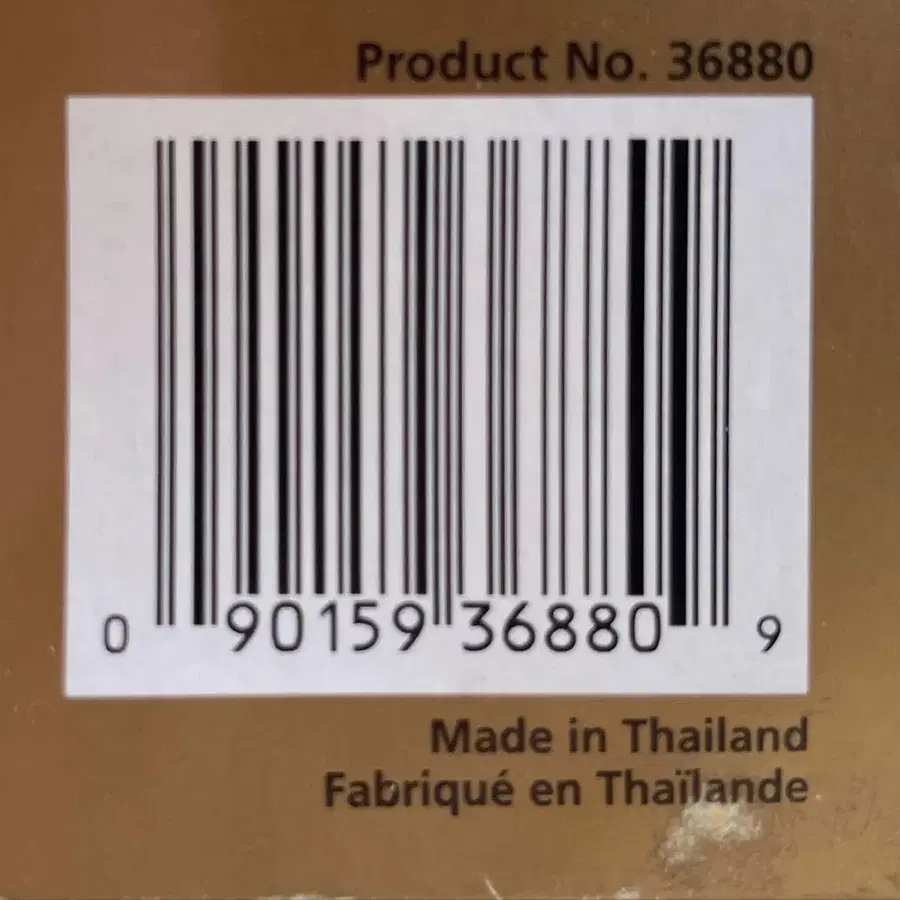 Product No. 36880
0 90159 36880 9
Made in Thailand
Fabriqué en Thaïlande